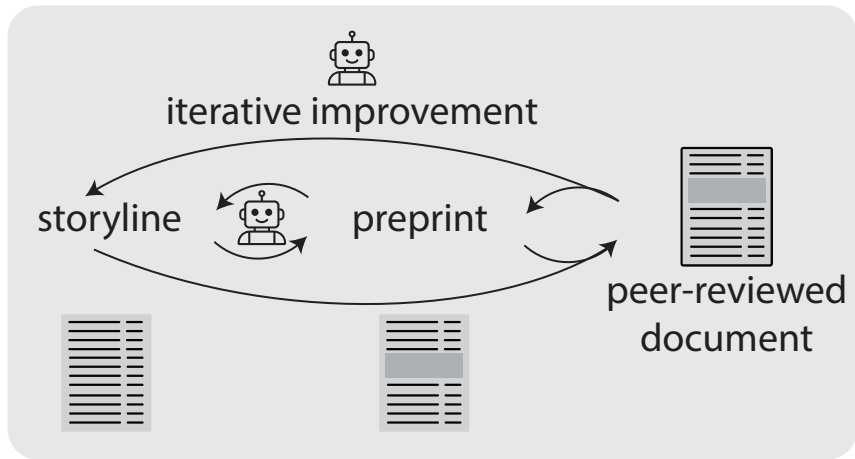 iterative improvement
storyline
preprint
peer-reviewed
document